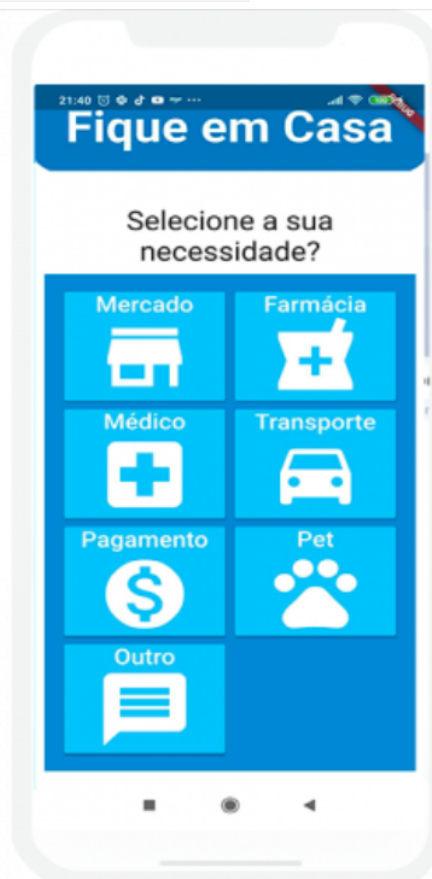 21:40
Fique em Casa
Selecione a sua
necessidade?
Mercado
Farmácia
Médico
Transporte
Pagamento
Pet
Outro